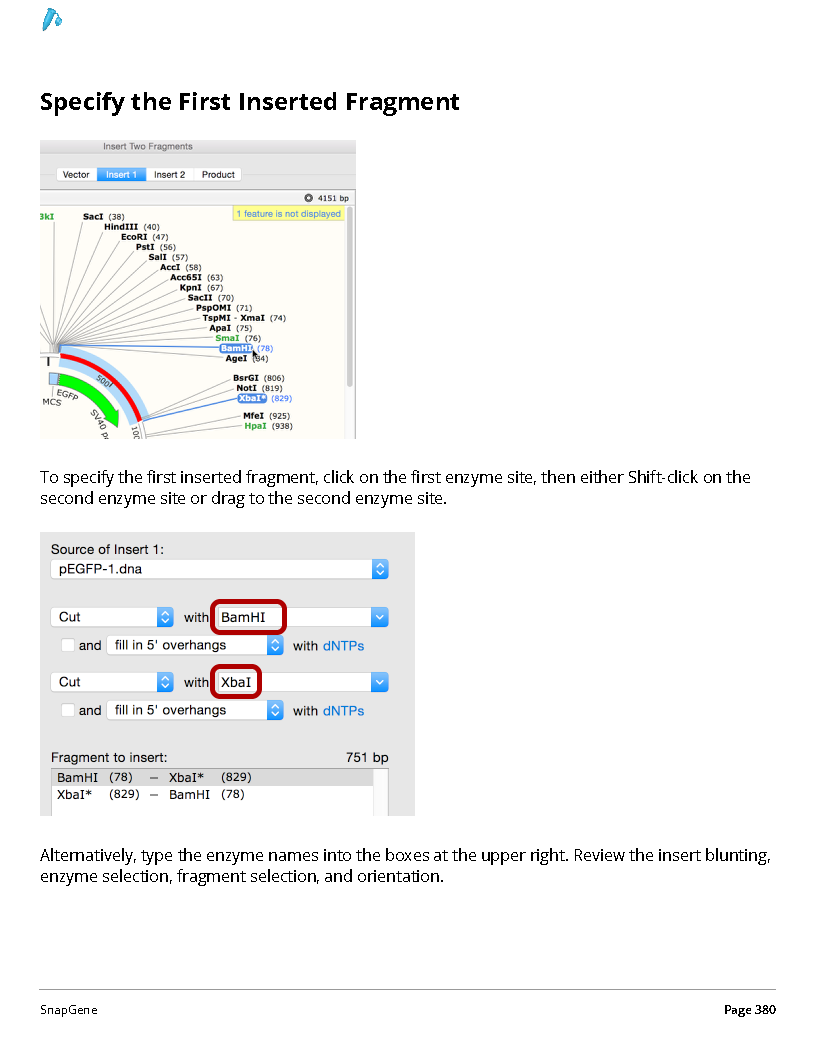 Specify the First Inserted Fragment
Insert Two Fragments
Vector Insert 1 Insert 2 Product
4151 bp
1 feature is not displayed
3kI
SacI (38)
HindIII (40)
EcoRI (47)
PstI (56)
SalI (57)
AccI (58)
Acc65I (63)
KpnI (67)
SacII (70)
PspOMI (71)
TspMI - XmaI (74)
ApaI (75)
SmaI (76)
BamHI (78)
AgeI (84)
500
BsrGI (806)
NotI (819)
XbaI* (829)
EGFP
MCS
SV40 p
100
MfeI (925)
HpaI (938)
To specify the first inserted fragment, click on the first enzyme site, then either Shift-click on the
second enzyme site or drag to the second enzyme site.
Source of Insert 1:
pEGFP-1.dna
Cut with BamHI
and fill in 5' overhangs with dNTPs
Cut with XbaI
and fill in 5' overhangs with dNTPs
Fragment to insert: 751 bp
BamHI (78) – XbaI* (829)
XbaI* (829) – BamHI (78)
Alternatively, type the enzyme names into the boxes at the upper right. Review the insert blunting,
enzyme selection, fragment selection, and orientation.
SnapGene Page 380